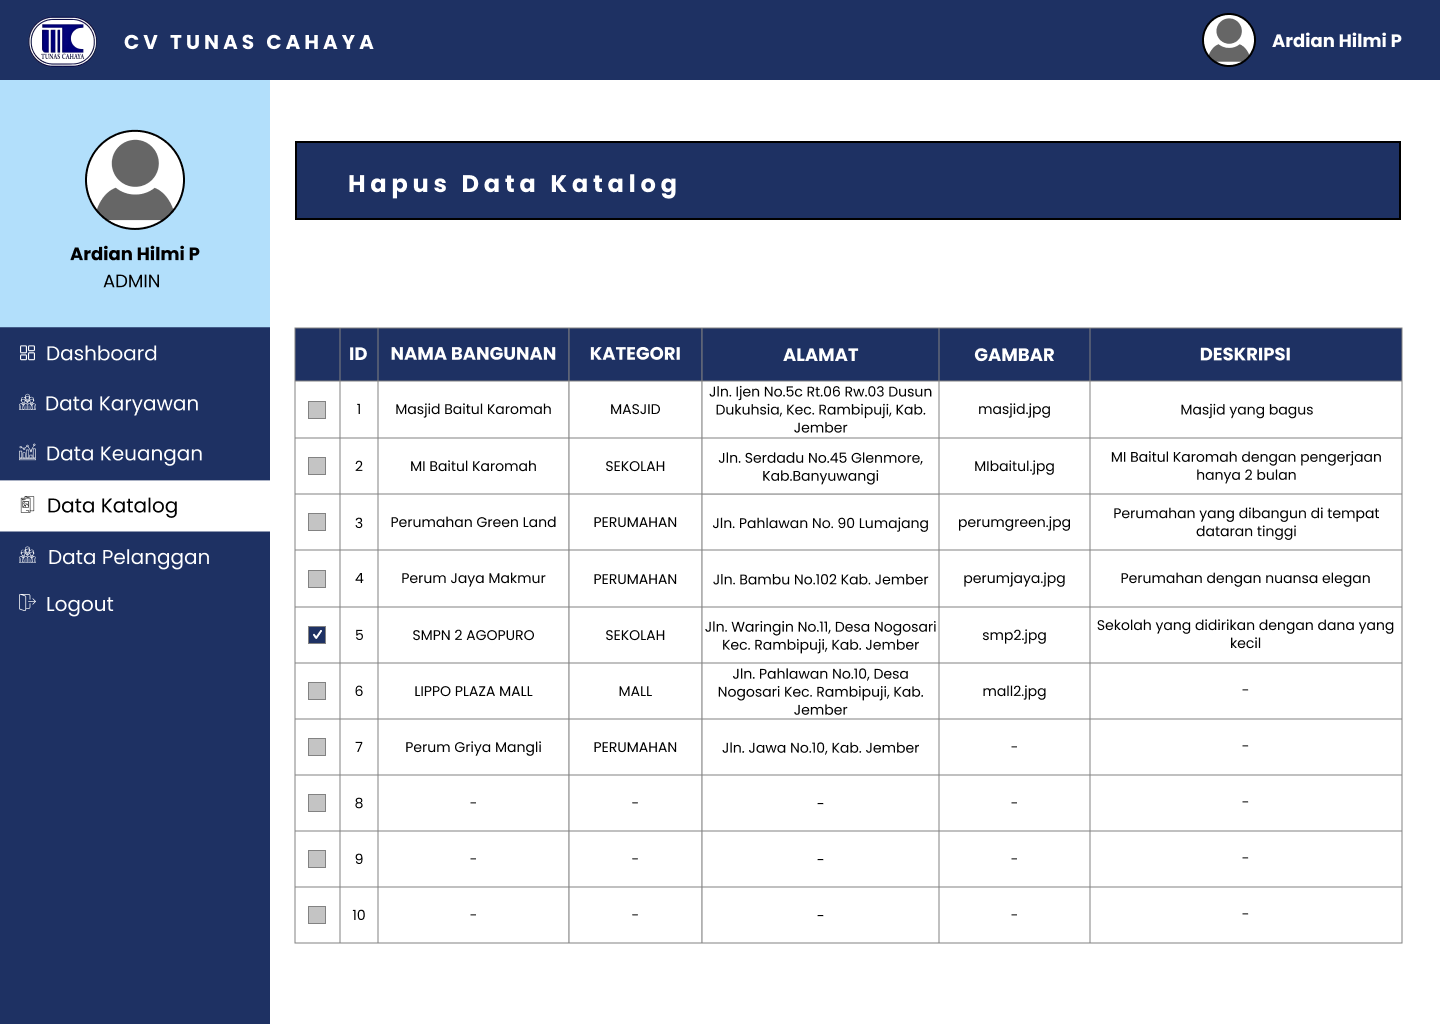 TUNAS CAHAYA
CV TUNAS CAHAYA
Ardian Hilmi P
Ardian Hilmi P
ADMIN
Dashboard
Data Karyawan
Data Keuangan
Data Katalog
Data Pelanggan
Logout
Hapus Data Katalog
ID NAMA BANGUNAN KATEGORI ALAMAT GAMBAR DESKRIPSI
1 Masjid Baitul Karomah MASJID
Jln. Ijen No.5c Rt.06 Rw.03 Dusun
Dukuhsia, Kec. Rambipuji, Kab.
Jember
masjid.jpg Masjid yang bagus
2 MI Baitul Karomah SEKOLAH
Jln. Serdadu No.45 Glenmore,
Kab.Banyuwangi
MIbaitul.jpg
MI Baitul Karomah dengan pengerjaan
hanya 2 bulan
3 Perumahan Green Land PERUMAHAN Jln. Pahlawan No. 90 Lumajang perumgreen.jpg
Perumahan yang dibangun di tempat
dataran tinggi
4 Perum Jaya Makmur PERUMAHAN Jln. Bambu No.102 Kab. Jember perumjaya.jpg Perumahan dengan nuansa elegan
5 SMPN 2 AGOPURO SEKOLAH
Jln. Waringin No.11, Desa Nogosari
Kec. Rambipuji, Kab. Jember
smp2.jpg
Sekolah yang didirikan dengan dana yang
kecil
6 LIPPO PLAZA MALL MALL
Jln. Pahlawan No.10, Desa
Nogosari Kec. Rambipuji, Kab.
Jember
mall2.jpg -
7 Perum Griya Mangli PERUMAHAN Jln. Jawa No.10, Kab. Jember - -
8 - - - - -
9 - - - - -
10 - - - - -